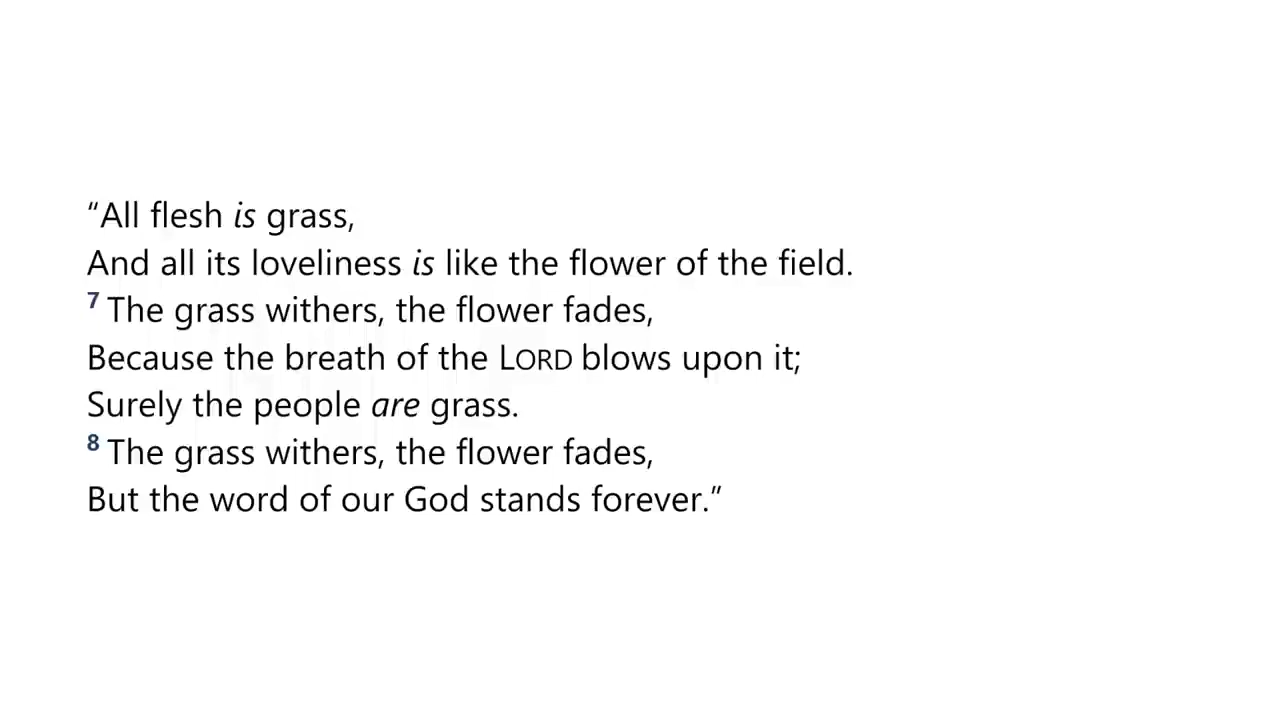 “All flesh is grass,
And all its loveliness is like the flower of the field.
7 The grass withers, the flower fades,
Because the breath of the LORD blows upon it;
Surely the people are grass.
8 The grass withers, the flower fades,
But the word of our God stands forever.”